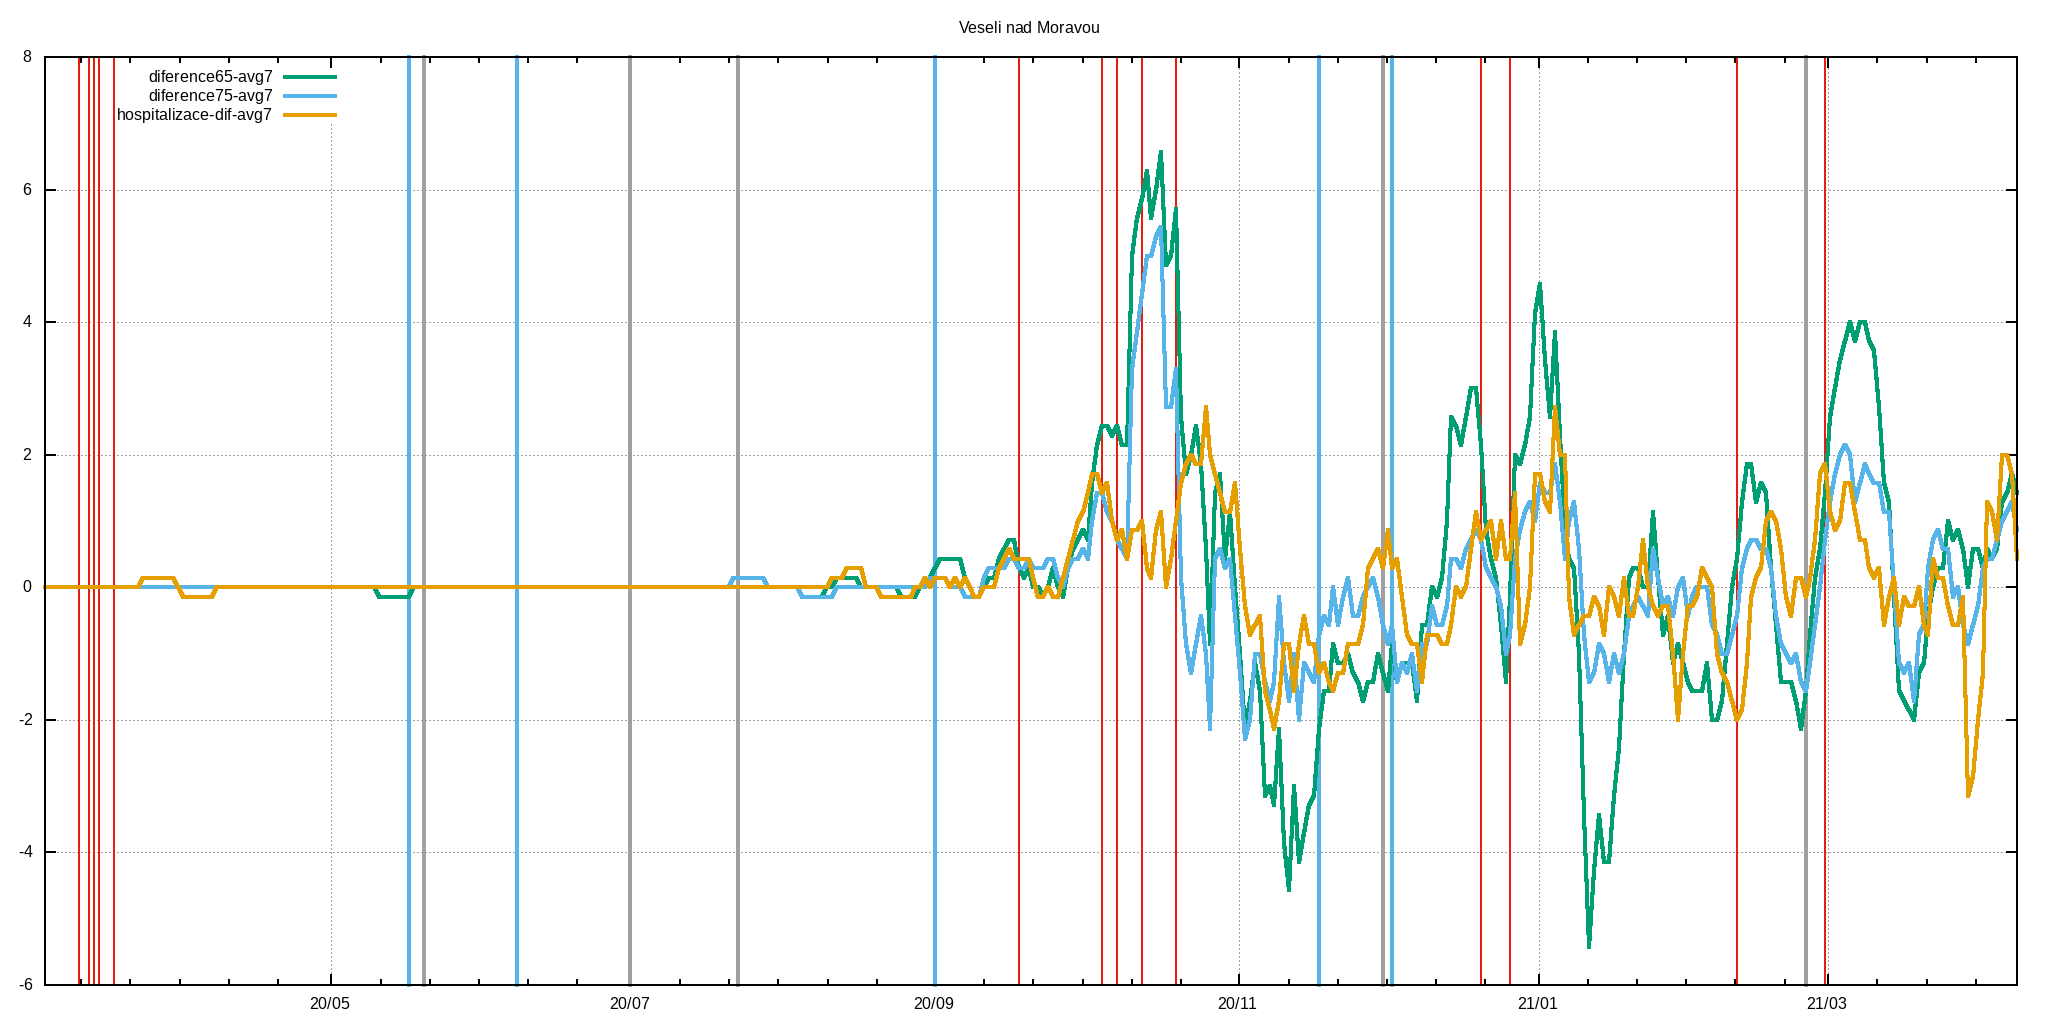 Veseli nad Moravou
8
diference65-avg7
diference75-avg7
hospitalizace-dif-avg7
6
4
2
0
-2
-4
-6
20/05 20/07 20/09 20/11 21/01 21/03